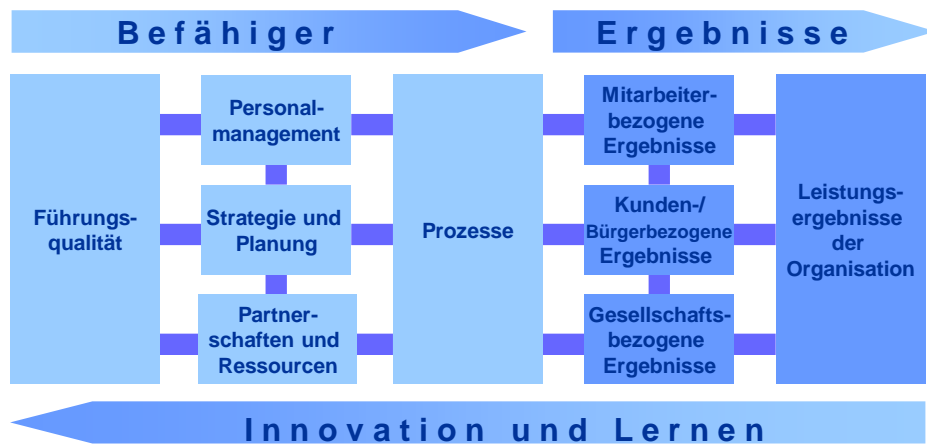 Befähiger
Ergebnisse
Führungs-
qualität
Personal-
management
Strategie und
Planung
Partner-
schaften und
Ressourcen
Prozesse
Mitarbeiter-
bezogene
Ergebnisse
Kunden-/
Bürgerbezogene
Ergebnisse
Gesellschafts-
bezogene
Ergebnisse
Leistungs-
ergebnisse
der
Organisation
Innovation und Lernen